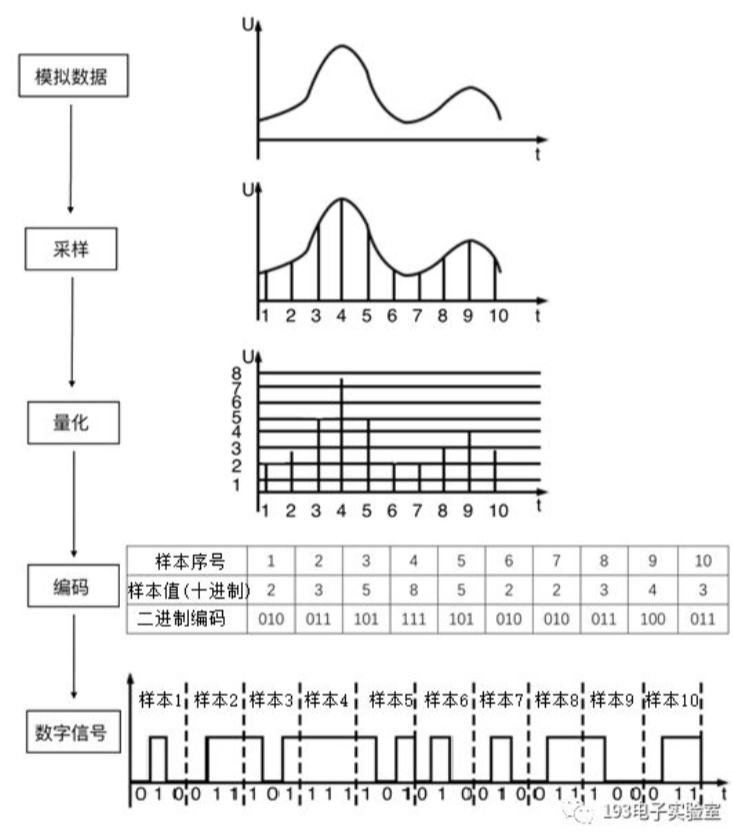 U
模拟数据
t
U
采样
1 2 3 4 5 6 7 8 9 10 t
U
8
7
6
5
4
3
2
1
量化
1 2 3 4 5 6 7 8 9 10 t
编码
样本序号 1 2 3 4 5 6 7 8 9 10
样本值(十进制) 2 3 5 8 5 2 2 3 4 3
二进制编码 010 011 101 111 101 010 010 011 100 011
样本1 样本2 样本3 样本4 样本5 样本6 样本7 样本8 样本9 样本10
数字信号
0 1 0 0 1 1 1 0 1 1 1 1 1 0 1 0 1 0 0 1 0 0 1 1 1 0 0 0 1 1 t
193电子实验室